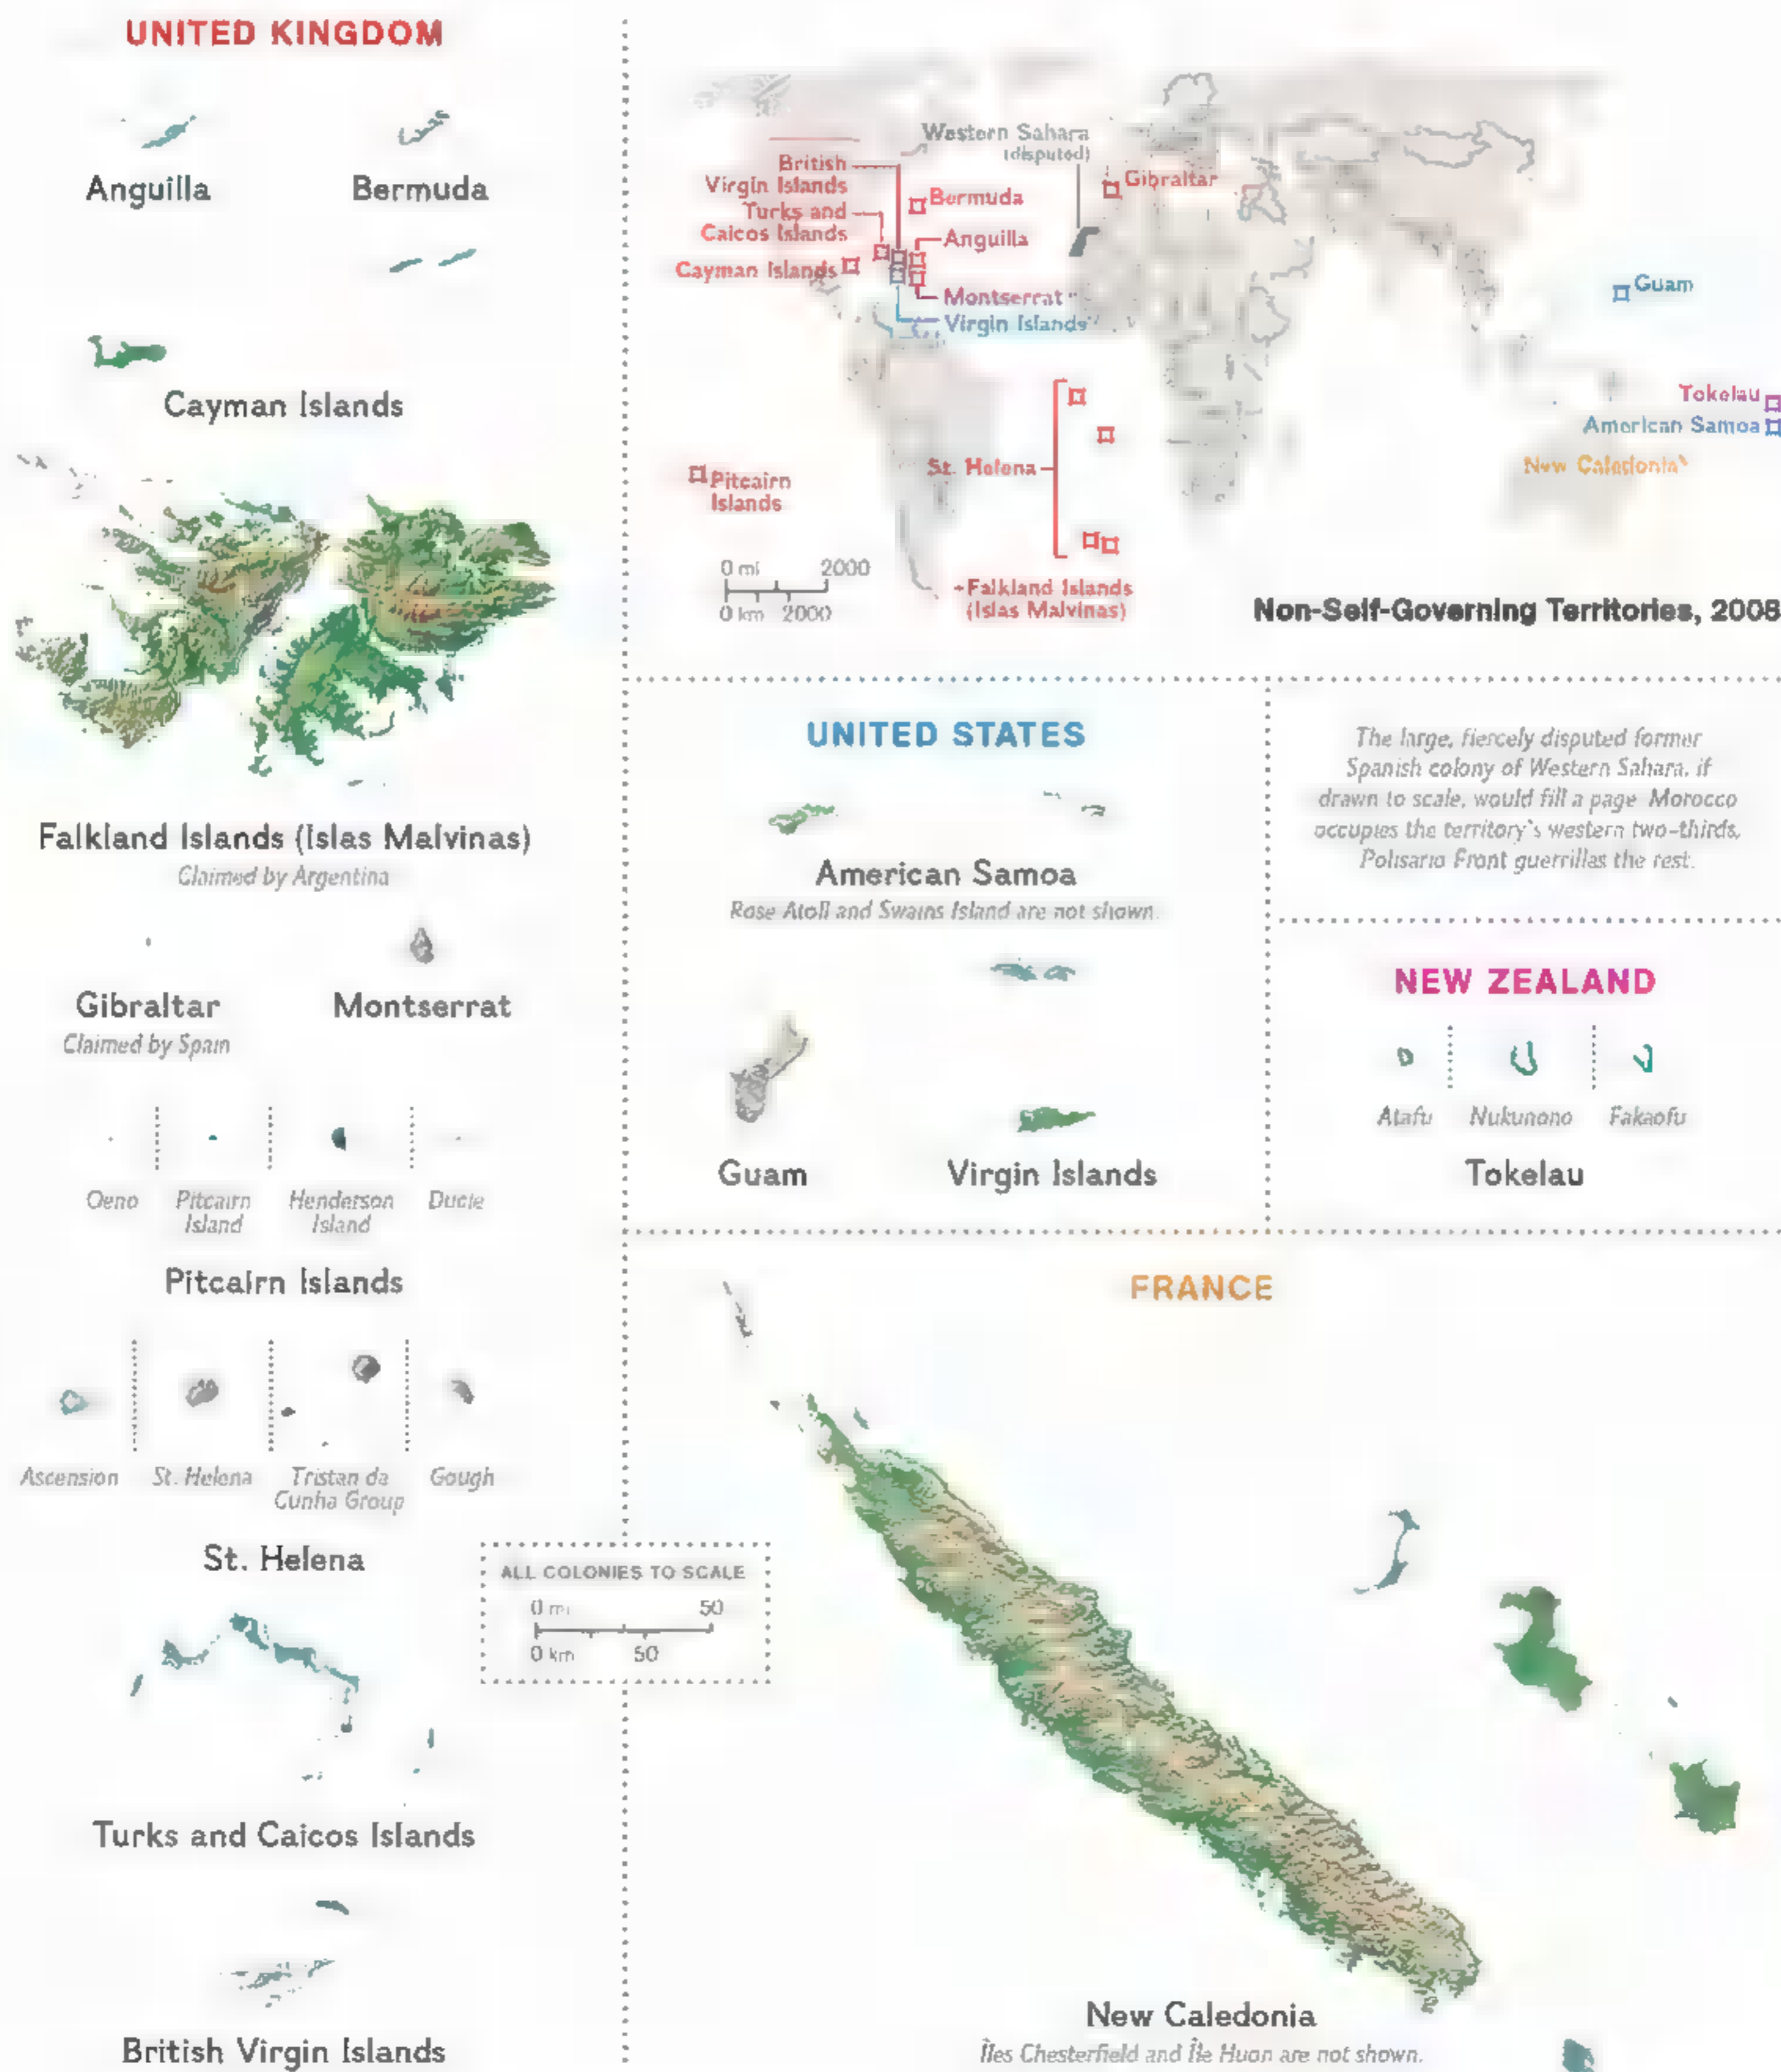 UNITED KINGDOM
Anguilla
Bermuda
Cayman Islands
Falkland Islands (Islas Malvinas)
Claimed by Argentina
Gibraltar
Claimed by Spain
Montserrat
Oeno
Pitcairn
Island
Henderson
Island
Ducie
Pitcairn Islands
Ascension
St. Helena
Tristan da
Cunha Group
Gough
St. Helena
Turks and Caicos Islands
British Virgin Islands
ALL COLONIES TO SCALE
0 mi 50
0 km 50
Western Sahara
(disputed)
British
Virgin Islands
Turks and
Caicos Islands
Cayman Islands
Bermuda
Anguilla
Montserrat
Virgin Islands
Gibraltar
Guam
Tokelau
American Samoa
New Caledonia
St. Helena
Pitcairn
Islands
0 mi 2000
0 km 2000
Falkland Islands
(Islas Malvinas)
Non-Self-Governing Territories, 2008
UNITED STATES
American Samoa
Rose Atoll and Swains Island are not shown.
Guam
Virgin Islands
The large, fiercely disputed former
Spanish colony of Western Sahara, if
drawn to scale, would fill a page. Morocco
occupies the territory's western two-thirds,
Polisario Front guerrillas the rest.
NEW ZEALAND
Atafu
Nukunono
Fakaofu
Tokelau
FRANCE
New Caledonia
Îles Chesterfield and Île Huon are not shown.